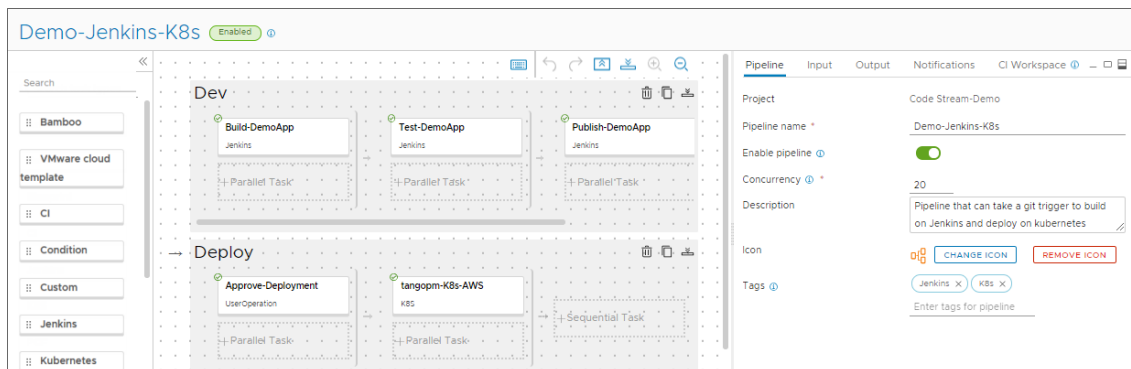 Demo-Jenkins-K8s Enabled
Search
Bamboo
VMware cloud
template
CI
Condition
Custom
Jenkins
Kubernetes
Dev
Build-DemoApp
Jenkins
+ Parallel Task
Test-DemoApp
Jenkins
+ Parallel Task
Publish-DemoApp
Jenkins
+ Parallel Task
Deploy
Approve-Deployment
UserOperation
+ Parallel Task
tangopm-K8s-AWS
K8S
+ Parallel Task
+ Sequential Task
Pipeline Input Output Notifications CI Workspace
Project Code Stream-Demo
Pipeline name * Demo-Jenkins-K8s
Enable pipeline
Concurrency * 20
Description Pipeline that can take a git trigger to build
on Jenkins and deploy on kubernetes
Icon CHANGE ICON REMOVE ICON
Tags Jenkins × K8s ×
Enter tags for pipeline